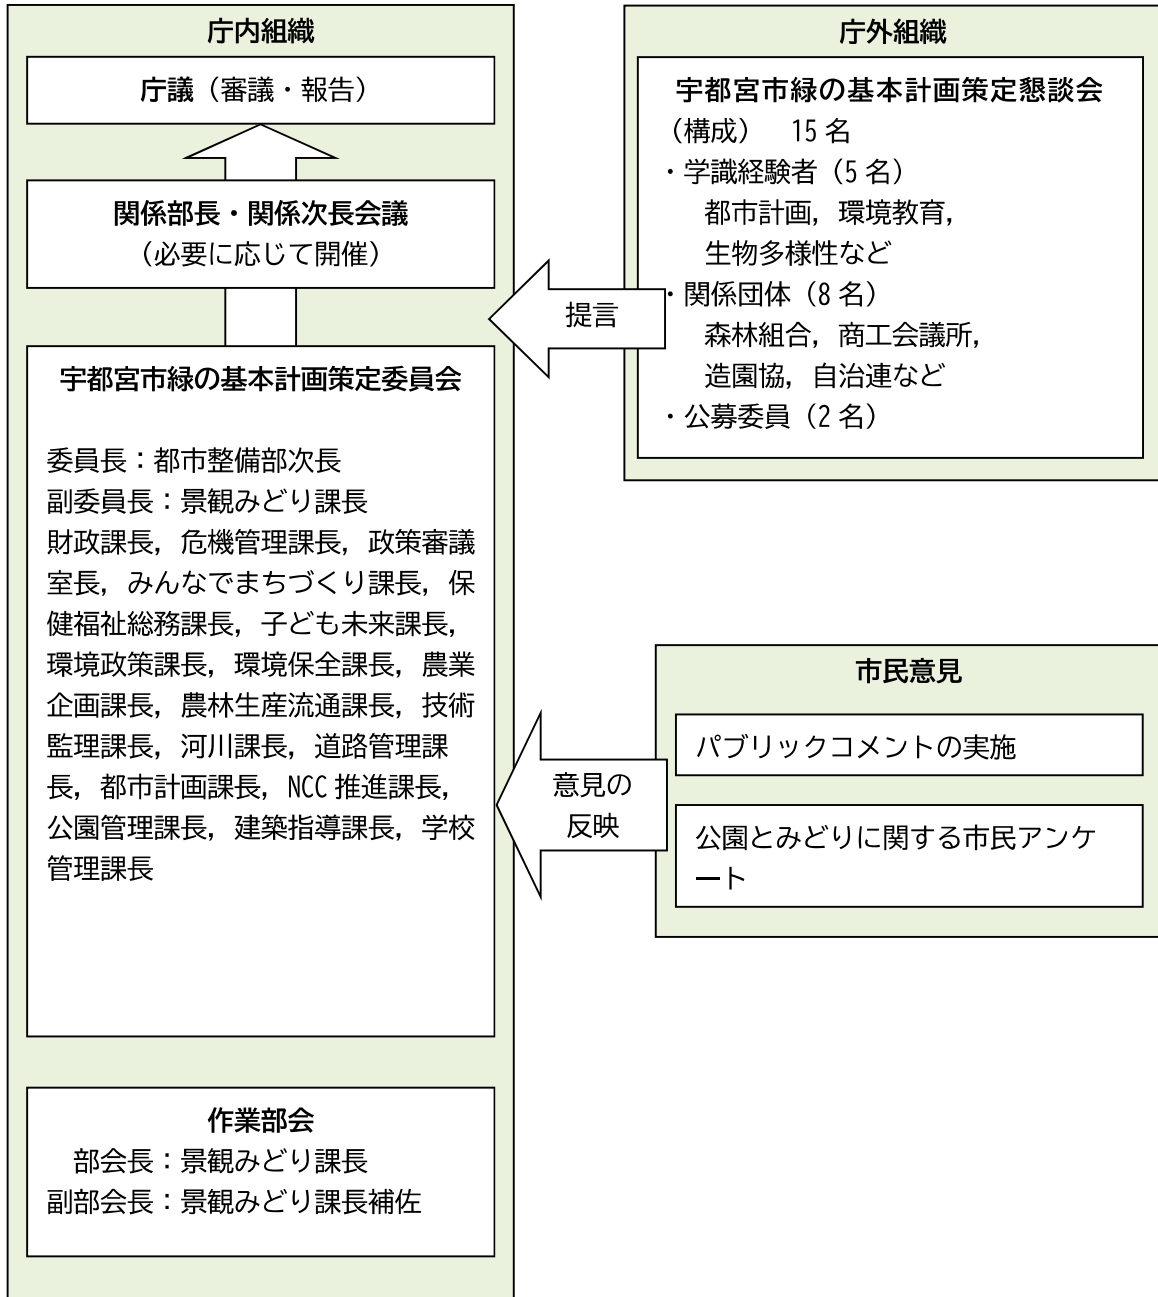 庁内組織
庁議（審議・報告）
関係部長・関係次長会議
（必要に応じて開催）
宇都宮市緑の基本計画策定委員会
委員長：都市整備部次長
副委員長：景観みどり課長
財政課長，危機管理課長，政策審議
室長，みんなでまちづくり課長，保
健福祉総務課長，子ども未来課長，
環境政策課長，環境保全課長，農業
企画課長，農林生産流通課長，技術
監理課長，河川課長，道路管理課
長，都市計画課長，NCC推進課長，
公園管理課長，建築指導課長，学校
管理課長
作業部会
部会長：景観みどり課長
副部会長：景観みどり課長補佐
庁外組織
宇都宮市緑の基本計画策定懇談会
（構成）　15名
・学識経験者（5名）
都市計画，環境教育，
生物多様性など
・関係団体（8名）
森林組合，商工会議所，
造園協，自治連など
・公募委員（2名）
提言
市民意見
パブリックコメントの実施
公園とみどりに関する市民アンケ
ート
意見の
反映